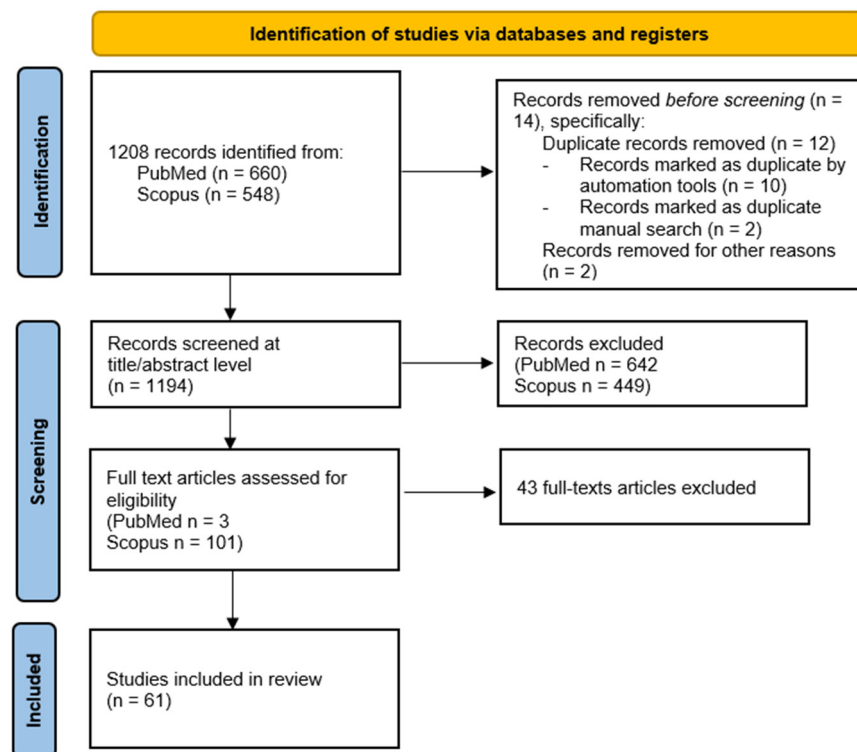 Identification of studies via databases and registers
Identification
1208 records identified from:
PubMed (n = 660)
Scopus (n = 548)
Records removed before screening (n =
14), specifically:
Duplicate records removed (n = 12)
- Records marked as duplicate by
automation tools (n = 10)
- Records marked as duplicate
manual search (n = 2)
Records removed for other reasons
(n = 2)
Screening
Records screened at
title/abstract level
(n = 1194)
Records excluded
(PubMed n = 642
Scopus n = 449)
Full text articles assessed for
eligibility
(PubMed n = 3
Scopus n = 101)
43 full-texts articles excluded
Included
Studies included in review
(n = 61)